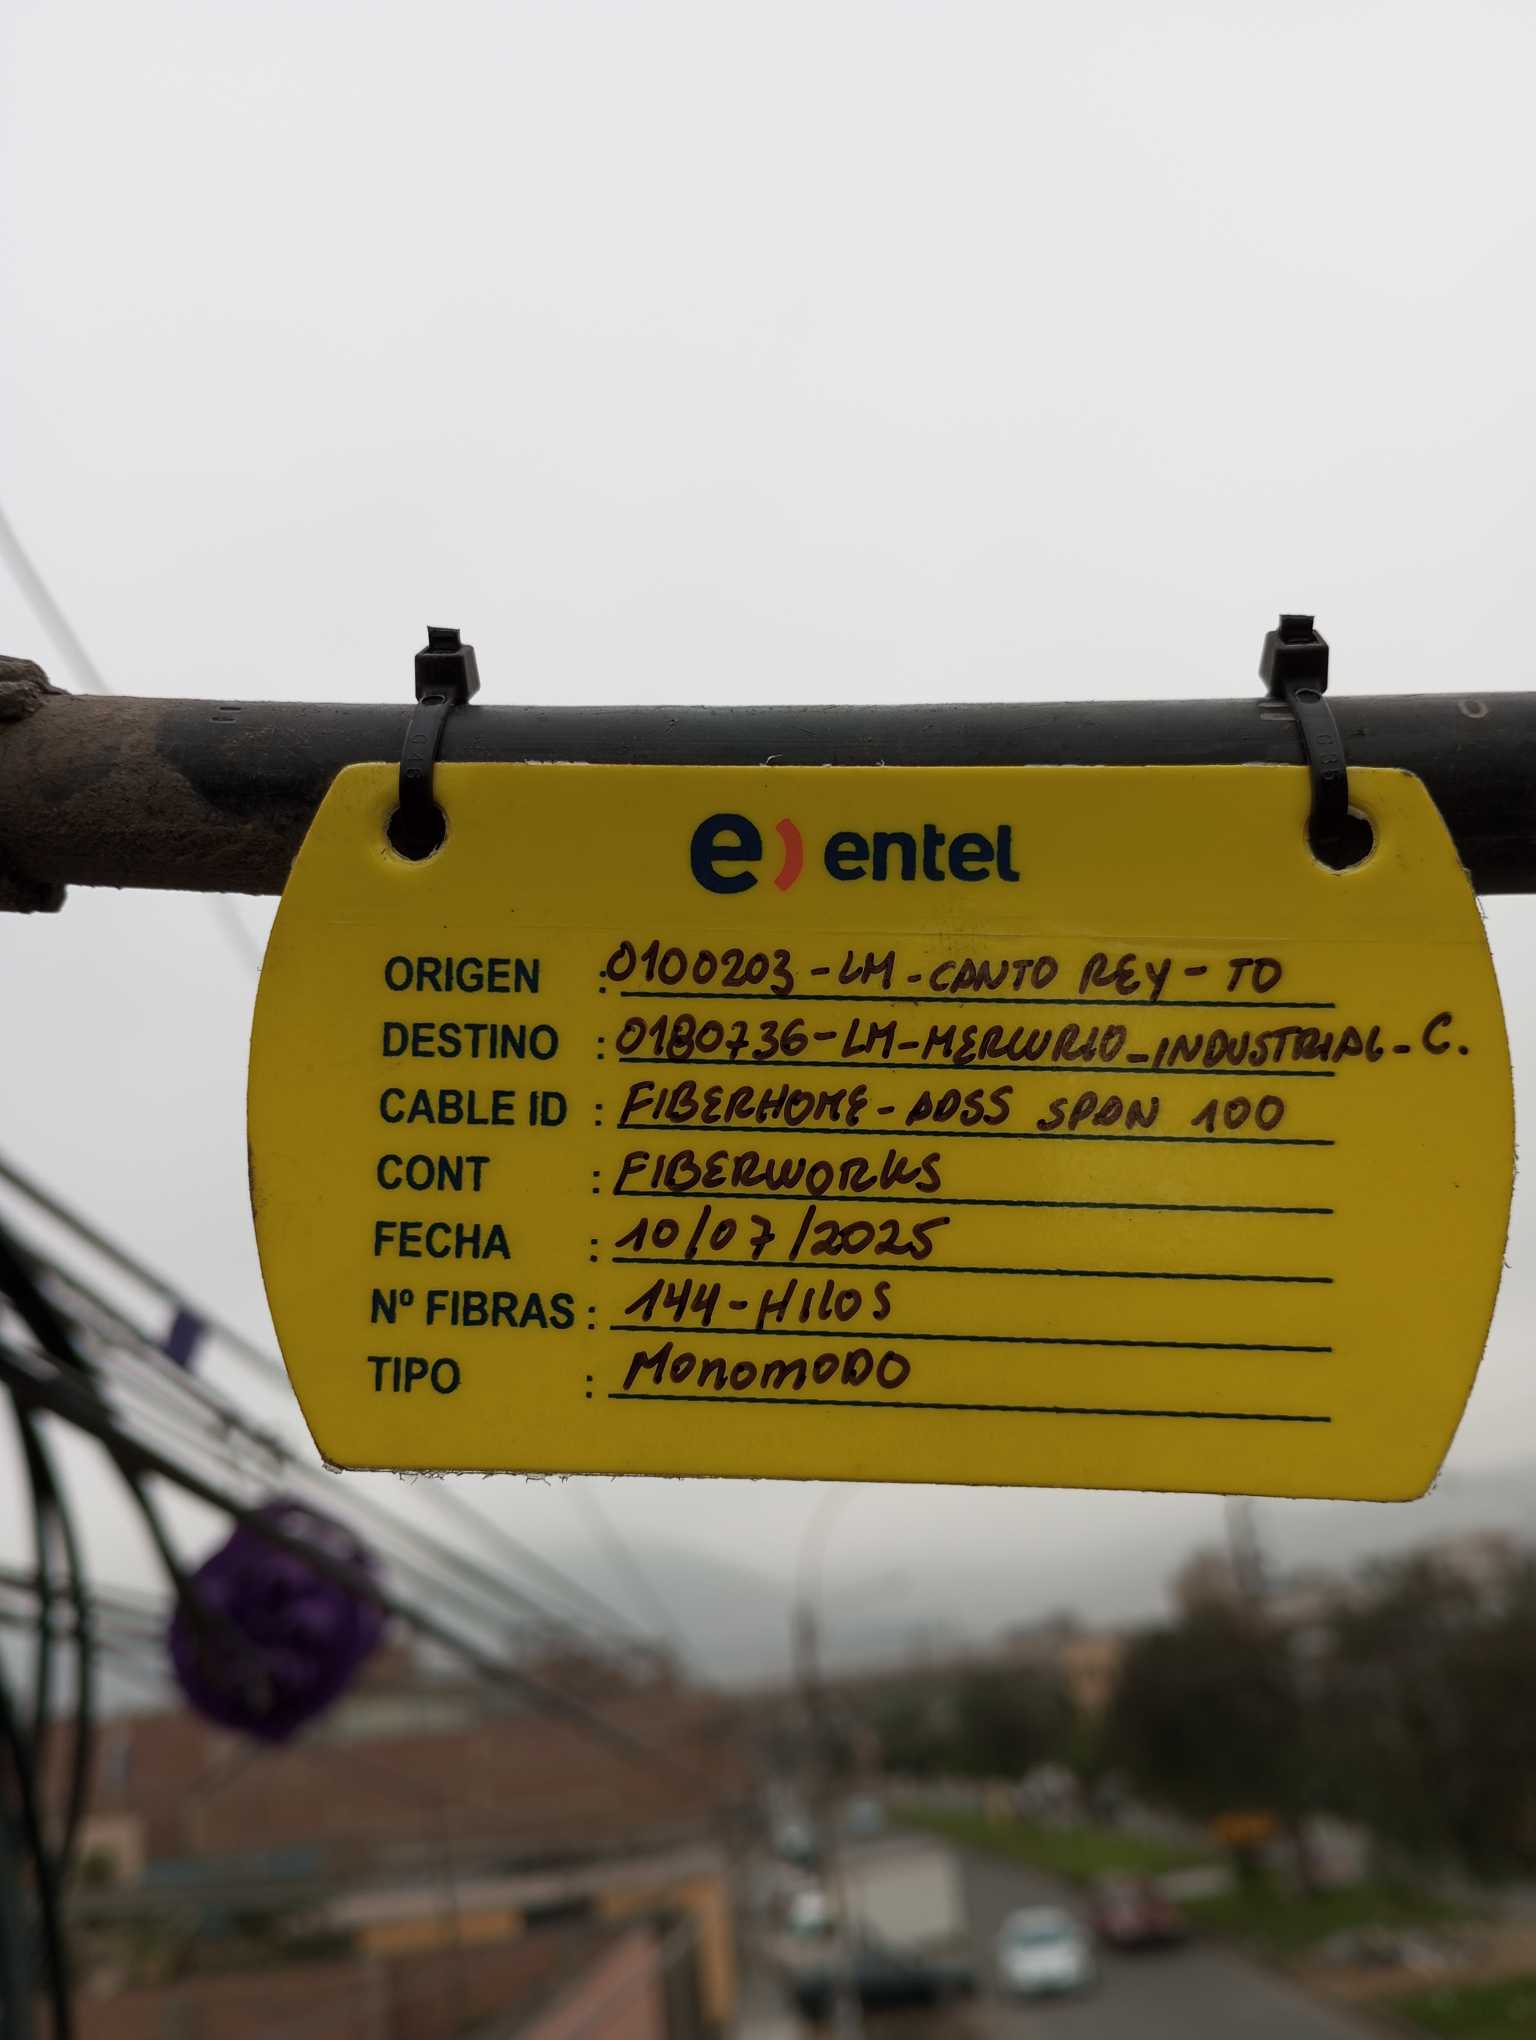 e) entel
ORIGEN : 0100203-LM-CANTO REY-TO
DESTINO : 0180736-LM-MERCURIO_INDUSTRIAL-C.
CABLE ID : FIBERHOME-ADSS SPAN 100
CONT : FIBERWORKS
FECHA : 10/07/2025
Nº FIBRAS : 144-HILOS
TIPO : MONOMODO